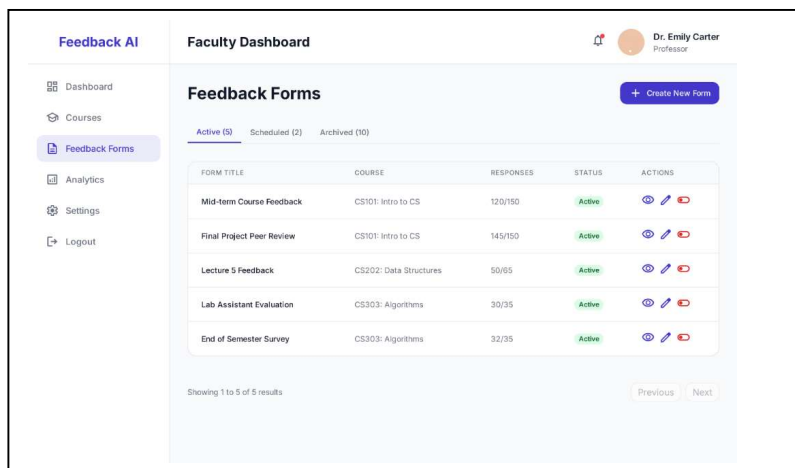 Feedback AI
Faculty Dashboard
Dr. Emily Carter
Professor
Dashboard
Courses
Feedback Forms
Analytics
Settings
Logout
Feedback Forms
+ Create New Form
Active (5) Scheduled (2) Archived (10)
FORM TITLE COURSE RESPONSES STATUS ACTIONS
Mid-term Course Feedback CS101: Intro to CS 120/150 Active
Final Project Peer Review CS101: Intro to CS 145/150 Active
Lecture 5 Feedback CS202: Data Structures 50/65 Active
Lab Assistant Evaluation CS303: Algorithms 30/35 Active
End of Semester Survey CS303: Algorithms 32/35 Active
Showing 1 to 5 of 5 results
Previous Next